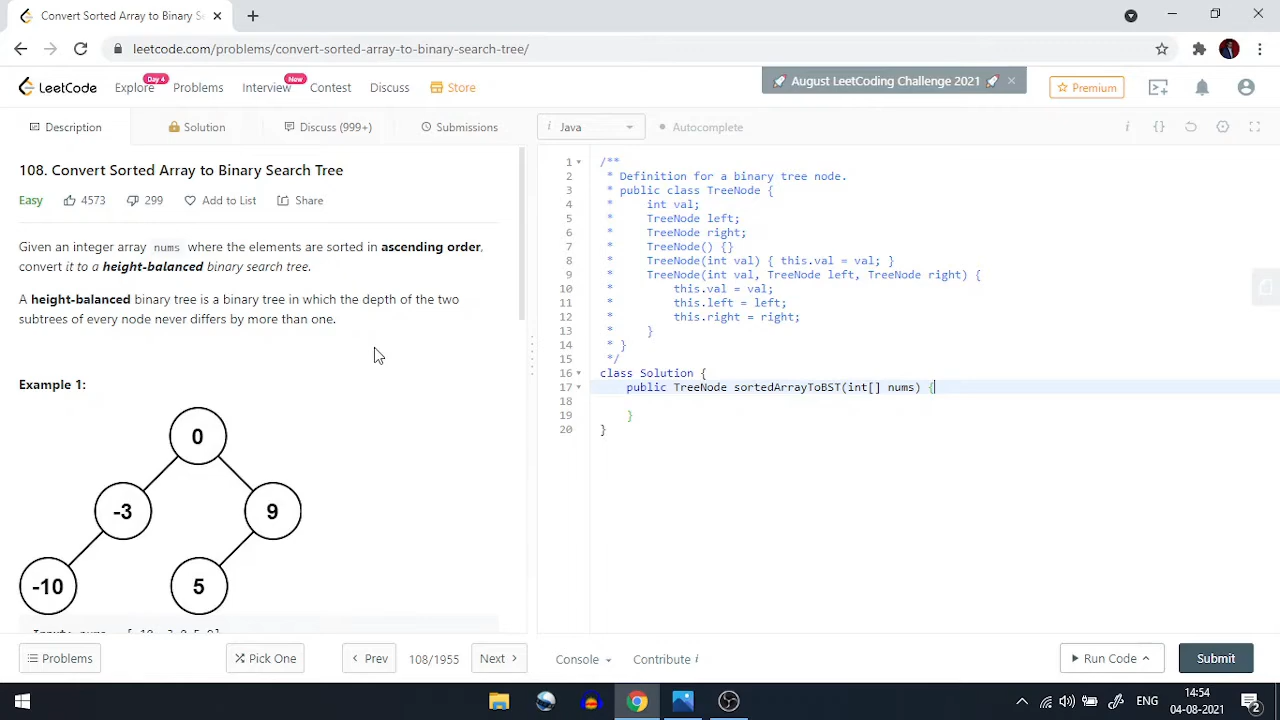 Convert Sorted Array to Binary Se
leetcode.com/problems/convert-sorted-array-to-binary-search-tree/
LeetCode
Explore
Day 4
Problems
Interview
New
Contest
Discuss
Store
🚀 August LeetCoding Challenge 2021 🚀 ×
Premium
Description
Solution
Discuss (999+)
Submissions
i Java
Autocomplete
i {}
108. Convert Sorted Array to Binary Search Tree
Easy 4573 299 Add to List Share
Given an integer array nums where the elements are sorted in ascending order,
convert it to a height-balanced binary search tree.
A height-balanced binary tree is a binary tree in which the depth of the two
subtrees of every node never differs by more than one.
Example 1:
0
-3 9
-10 5
1 /**
2 * Definition for a binary tree node.
3 * public class TreeNode {
4 * int val;
5 * TreeNode left;
6 * TreeNode right;
7 * TreeNode() {}
8 * TreeNode(int val) { this.val = val; }
9 * TreeNode(int val, TreeNode left, TreeNode right) {
10 * this.val = val;
11 * this.left = left;
12 * this.right = right;
13 * }
14 * }
15 */
16 class Solution {
17 public TreeNode sortedArrayToBST(int[] nums) {
18
19 }
20 }
Problems
Pick One
Prev
108/1955
Next
Console
Contribute i
Run Code
Submit
ENG
14:54
04-08-2021
2